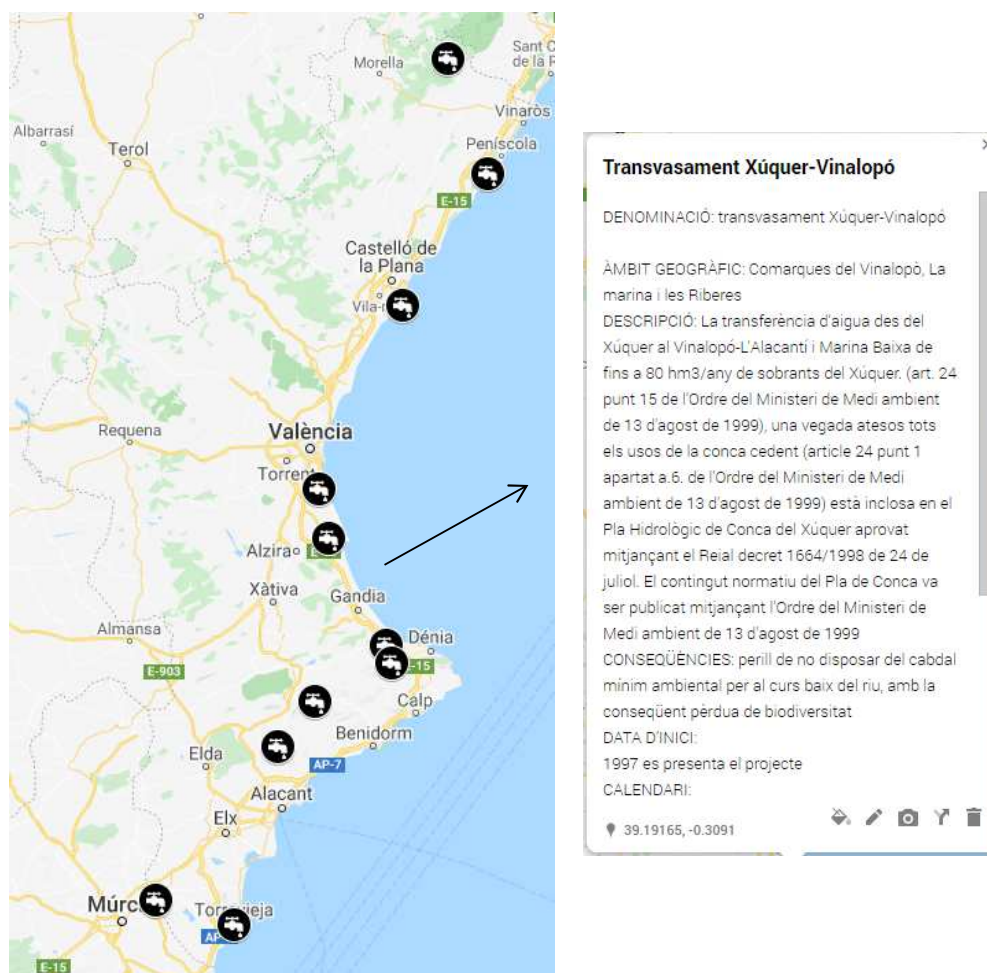 Morella
Sant C
de la R
Vinaròs
Albarrasí
Terol
Peníscola
E-15
Castelló de
la Plana
Vila-r
Requena
València
Torrent
Alzira
Xàtiva
Gandia
Almansa
Dénia
E-903
-15
Calp
Benidorm
Elda
AP-7
Alacant
Elx
Múrc
Torrevieja
AP
E-15
Transvasament Xúquer-Vinalopó
DENOMINACIÓ: transvasament Xúquer-Vinalopó
ÀMBIT GEOGRÀFIC: Comarques del Vinalopò, La
marina i les Riberes
DESCRIPCIÓ: La transferència d'aigua des del
Xúquer al Vinalopó-L'Alacantí i Marina Baixa de
fins a 80 hm3/any de sobrants del Xúquer. (art. 24
punt 15 de l'Ordre del Ministeri de Medi ambient
de 13 d'agost de 1999), una vegada atesos tots
els usos de la conca cedent (article 24 punt 1
apartat a.6. de l'Ordre del Ministeri de Medi
ambient de 13 d'agost de 1999) està inclosa en el
Pla Hidrològic de Conca del Xúquer aprovat
mitjançant el Reial decret 1664/1998 de 24 de
juliol. El contingut normatiu del Pla de Conca va
ser publicat mitjançant l'Ordre del Ministeri de
Medi ambient de 13 d'agost de 1999
CONSEQÜÈNCIES: perill de no disposar del cabdal
mínim ambiental per al curs baix del riu, amb la
conseqüent pèrdua de biodiversitat
DATA D'INICI:
1997 es presenta el projecte
CALENDARI:
39.19165, -0.3091